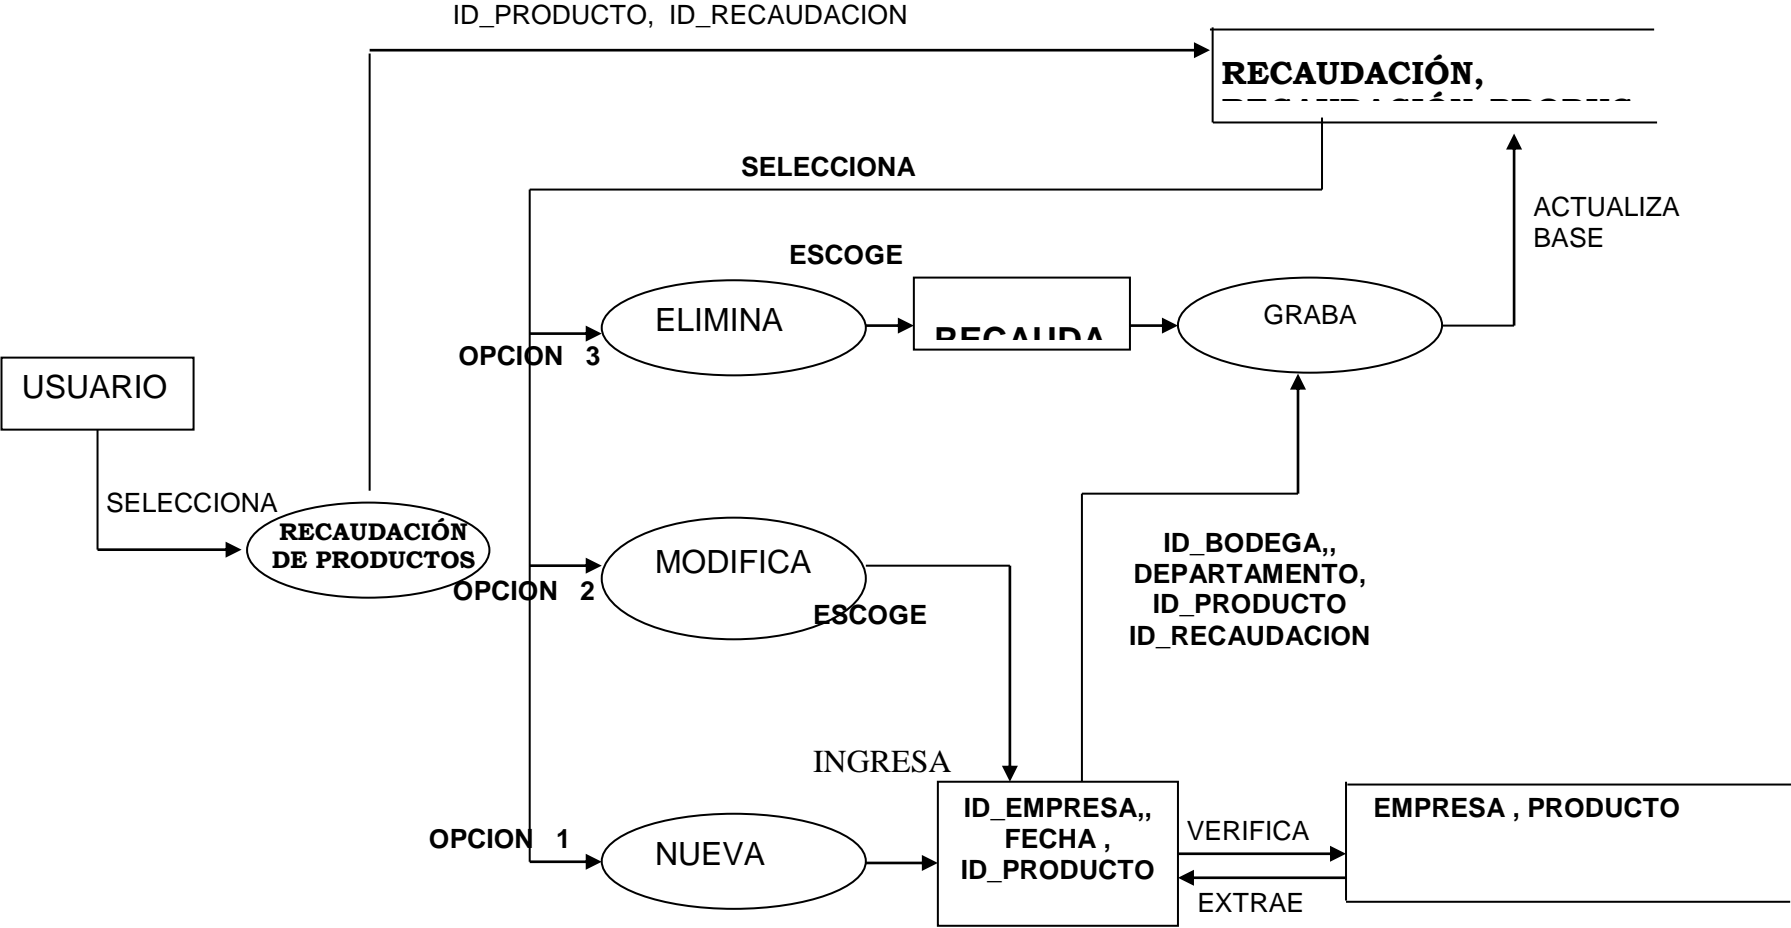 ID_PRODUCTO, ID_RECAUDACION
RECAUDACIÓN,
SELECCIONA
ACTUALIZA
BASE
ESCOGE
ELIMINA
GRABA
OPCION 3
USUARIO
SELECCIONA
RECAUDACIÓN
DE PRODUCTOS
MODIFICA
OPCION 2
ESCOGE
ID_BODEGA,,
DEPARTAMENTO,
ID_PRODUCTO
ID_RECAUDACION
INGRESA
OPCION 1
NUEVA
ID_EMPRESA,,
FECHA ,
ID_PRODUCTO
VERIFICA
EXTRAE
EMPRESA , PRODUCTO